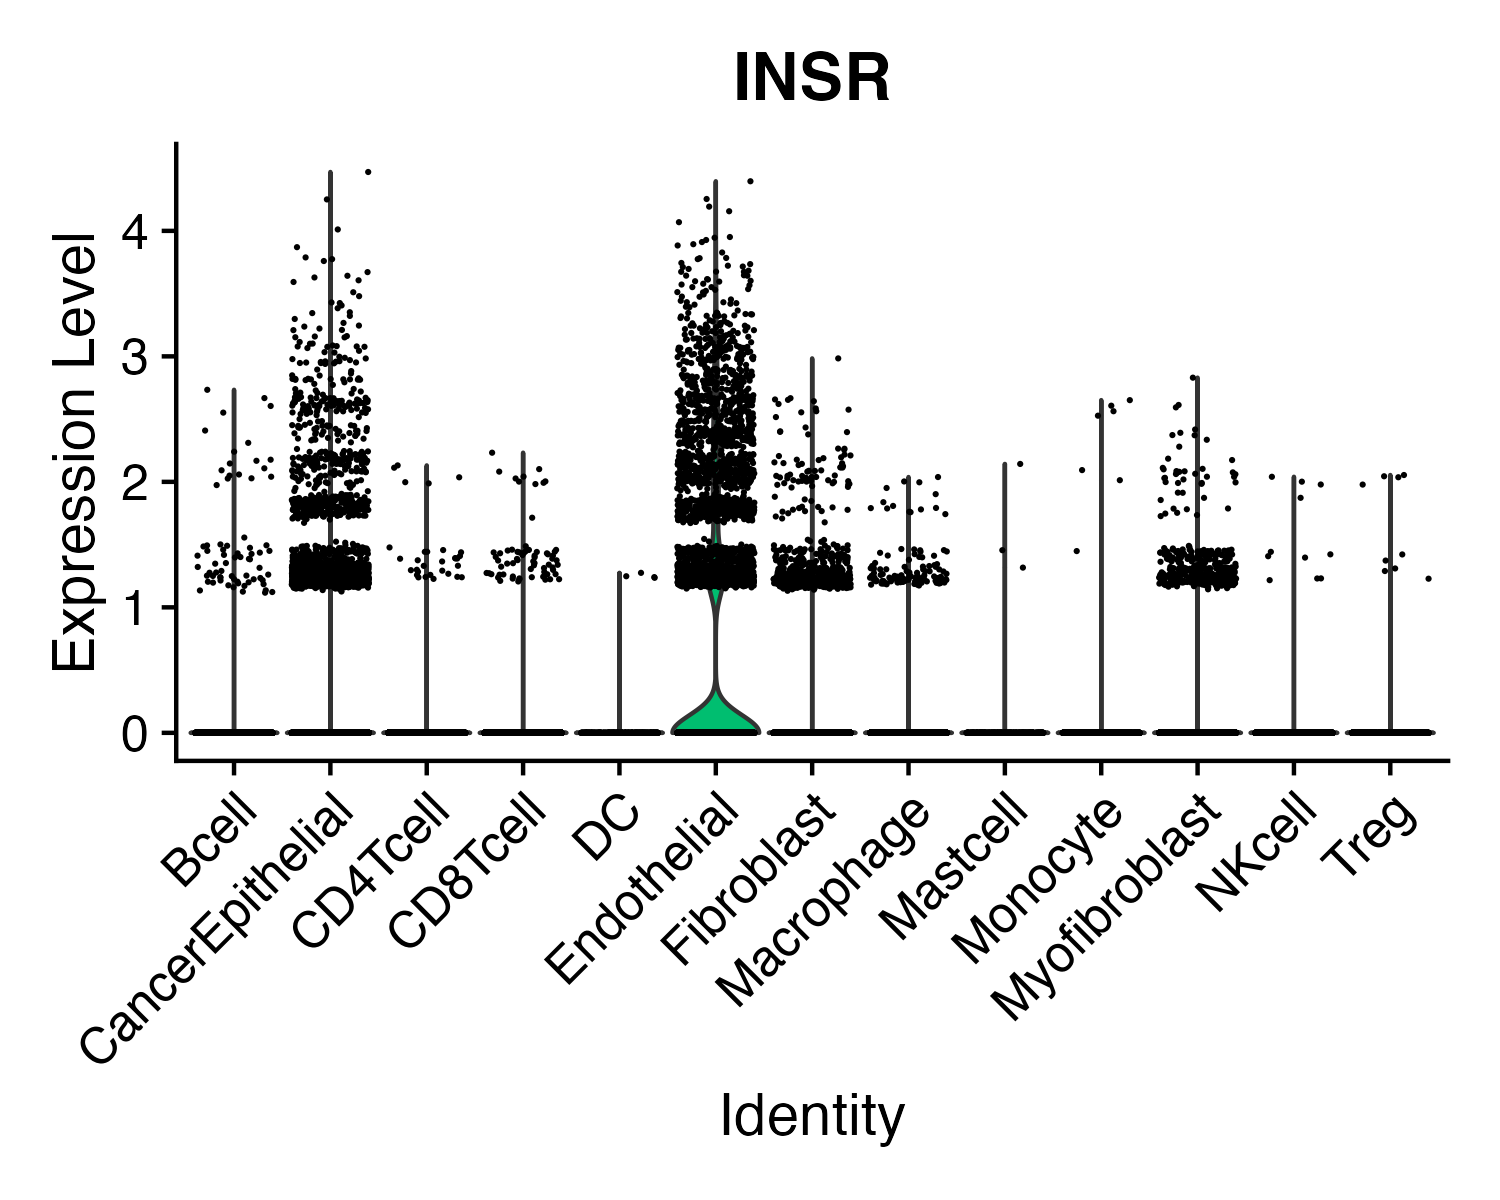 INSR
Expression Level
4
3
2
1
0
Bcell
CancerEpithelial
CD4Tcell
CD8Tcell
DC
Endothelial
Fibroblast
Macrophage
Mastcell
Monocyte
Myofibroblast
NKcell
Treg
Identity